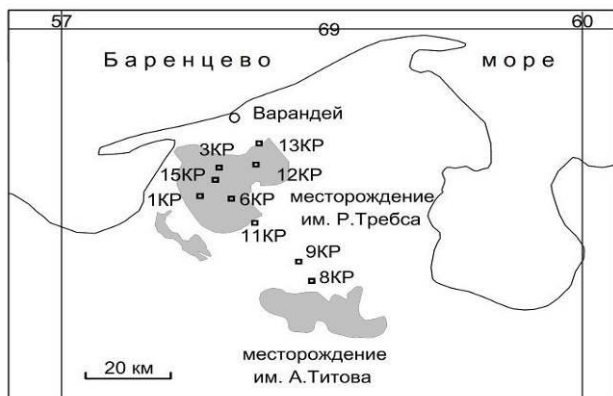 57
69
60
Баренцево море
Варандей
13КР
3КР
12КР
15КР
1КР
6КР
месторождение
им. Р.Требса
11КР
9КР
8КР
20 км
месторождение
им. А.Титова